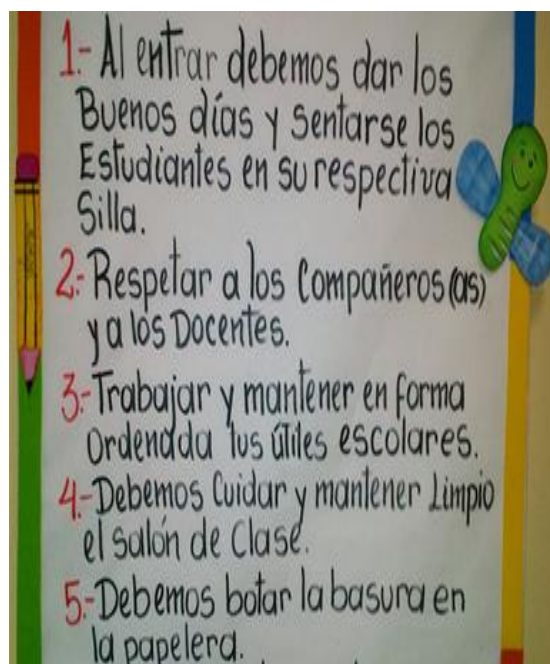 1.- Al entrar debemos dar los
Buenos días y Sentarse los
Estudiantes en su respectiva
Silla.
2.- Respetar a los Compañeros (as)
y a los Docentes.
3.- Trabajar y mantener en forma
Ordenada tus útiles escolares.
4.- Debemos Cuidar y mantener Limpio
el salón de Clase.
5.- Debemos botar la basura en
la papelera.